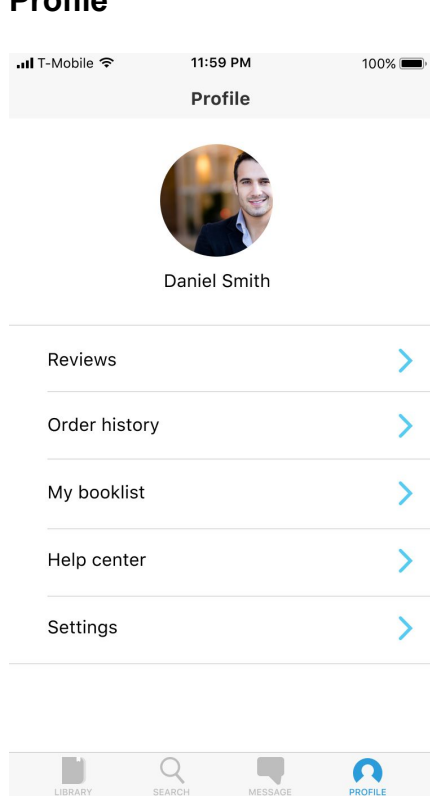 Profile
T-Mobile 11:59 PM 100%
Profile
Daniel Smith
Reviews
Order history
My booklist
Help center
Settings
LIBRARY SEARCH MESSAGE PROFILE